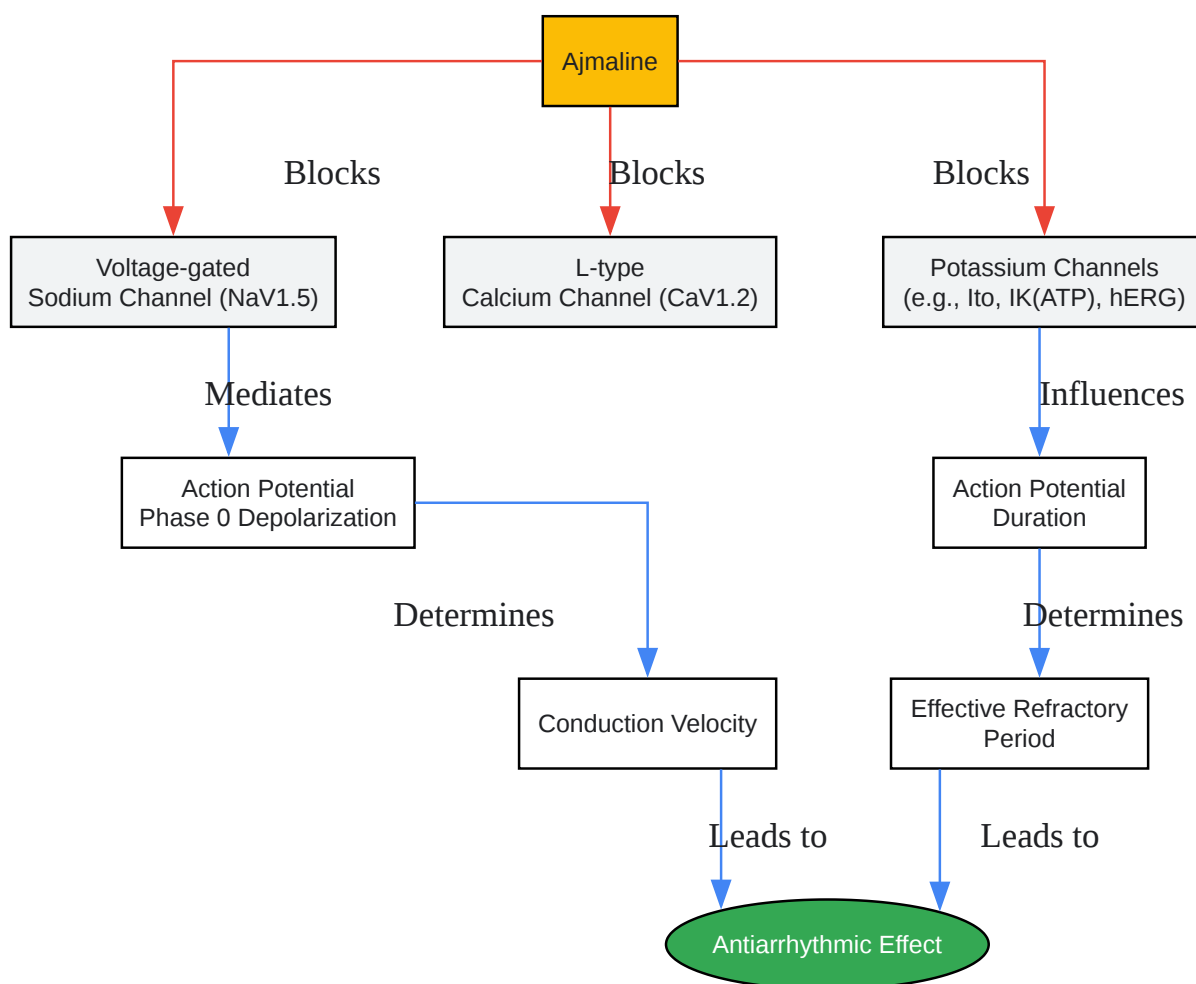 Ajmaline
Blocks
Blocks
Blocks
Voltage-gated
Sodium Channel (NaV1.5)
L-type
Calcium Channel (CaV1.2)
Potassium Channels
(e.g., Ito, IK(ATP), hERG)
Mediates
Influences
Action Potential
Phase 0 Depolarization
Action Potential
Duration
Determines
Determines
Conduction Velocity
Effective Refractory
Period
Leads to
Leads to
Antiarrhythmic Effect